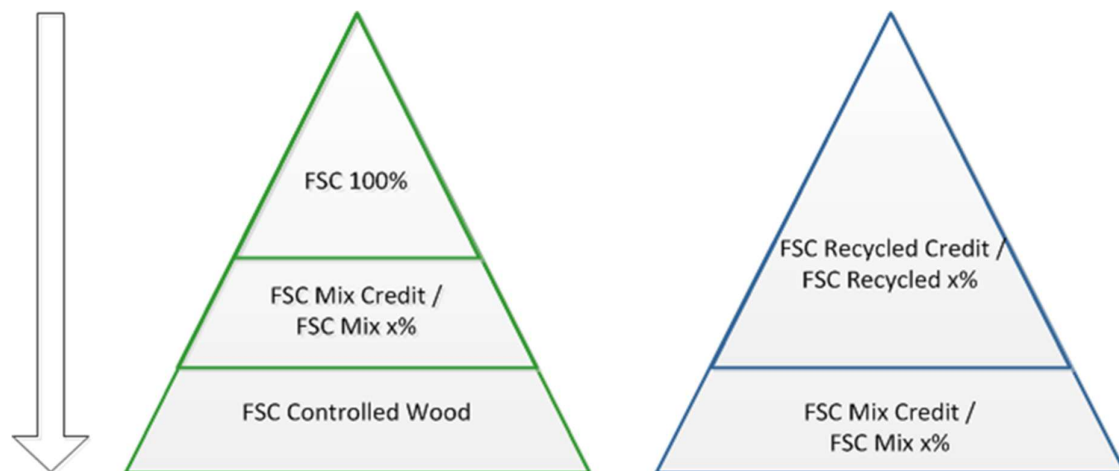 FSC 100%
FSC Mix Credit /
FSC Mix x%
FSC Controlled Wood
FSC Recycled Credit /
FSC Recycled x%
FSC Mix Credit /
FSC Mix x%